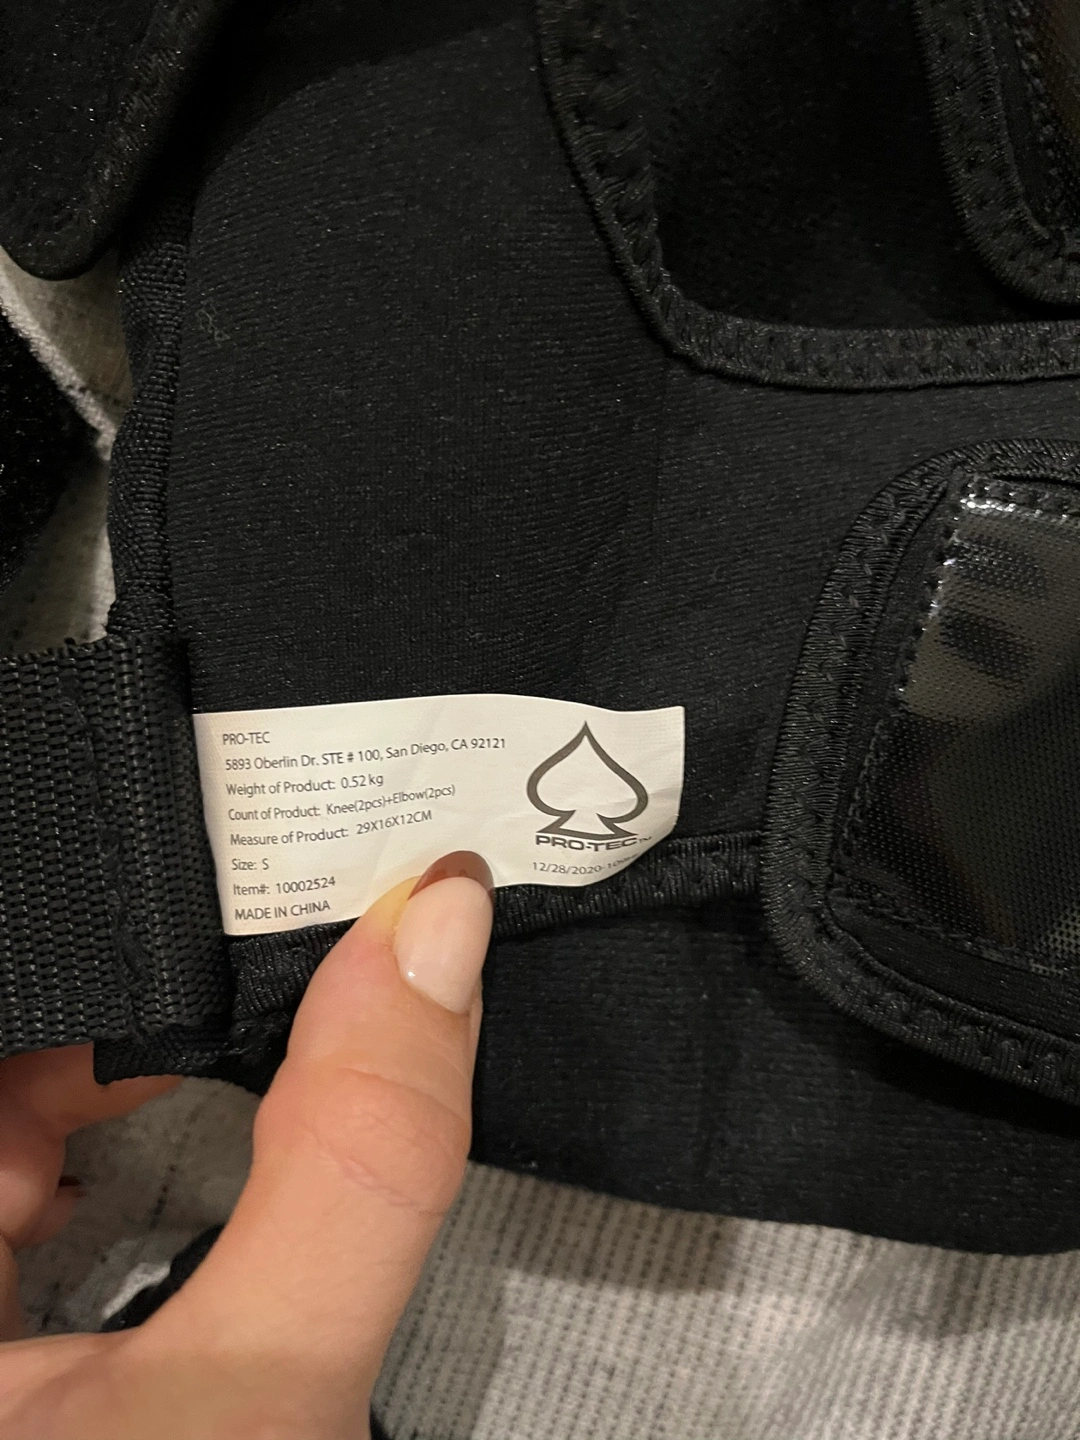 PRO-TEC
5893 Oberlin Dr. STE # 100, San Diego, CA 92121
Weight of Product: 0.52 kg
Count of Product: Knee(2pcs)+Elbow(2pcs)
Measure of Product: 29X16X12CM
Size: S
Item#: 10002524
MADE IN CHINA
PRO-TEC™
12/28/2020-